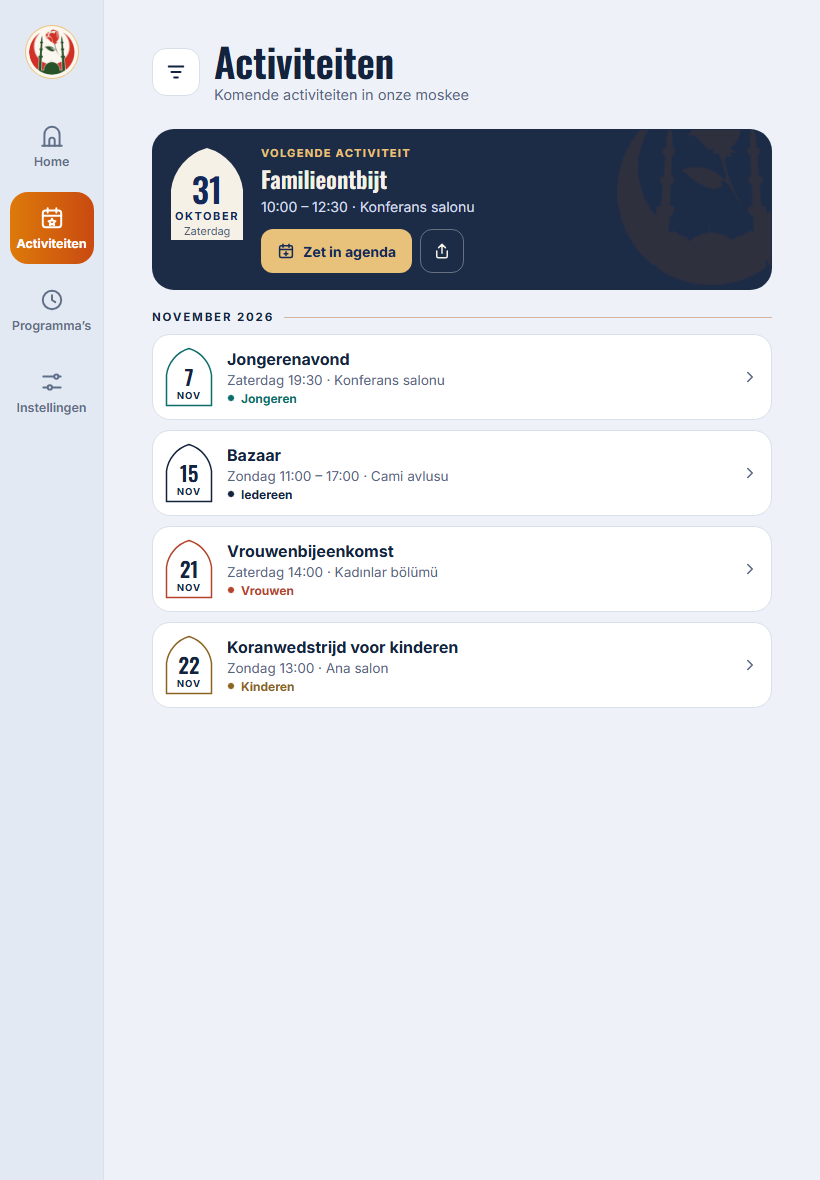 Activiteiten
Komende activiteiten in onze moskee
Home
Activiteiten
Programma's
Instellingen
31
OKTOBER
Zaterdag
VOLGENDE ACTIVITEIT
Familieontbijt
10:00 – 12:30 · Konferans salonu
Zet in agenda
NOVEMBER 2026
7
NOV
Jongerenavond
Zaterdag 19:30 · Konferans salonu
Jongeren
15
NOV
Bazaar
Zondag 11:00 – 17:00 · Cami avlusu
Iedereen
21
NOV
Vrouwenbijeenkomst
Zaterdag 14:00 · Kadınlar bölümü
Vrouwen
22
NOV
Koranwedstrijd voor kinderen
Zondag 13:00 · Ana salon
Kinderen